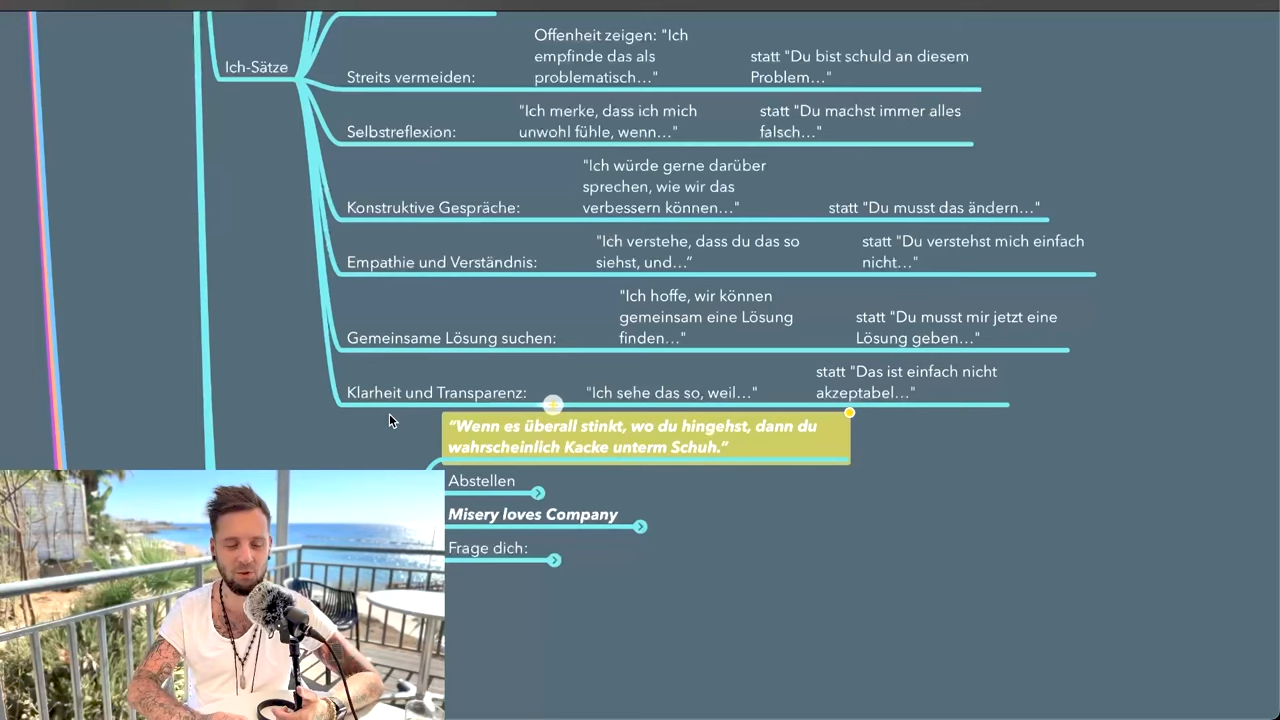 Ich-Sätze
Streits vermeiden:
Offenheit zeigen: "Ich
empfinde das als
problematisch…"
statt "Du bist schuld an diesem
Problem…"
Selbstreflexion:
"Ich merke, dass ich mich
unwohl fühle, wenn…"
statt "Du machst immer alles
falsch…"
Konstruktive Gespräche:
"Ich würde gerne darüber
sprechen, wie wir das
verbessern können…"
statt "Du musst das ändern…"
Empathie und Verständnis:
"Ich verstehe, dass du das so
siehst, und…“
statt "Du verstehst mich einfach
nicht…"
Gemeinsame Lösung suchen:
"Ich hoffe, wir können
gemeinsam eine Lösung
finden…"
statt "Du musst mir jetzt eine
Lösung geben…"
Klarheit und Transparenz:
"Ich sehe das so, weil…"
statt "Das ist einfach nicht
akzeptabel…"
“Wenn es überall stinkt, wo du hingehst, dann du
wahrscheinlich Kacke unterm Schuh.”
Abstellen
Misery loves Company
Frage dich: